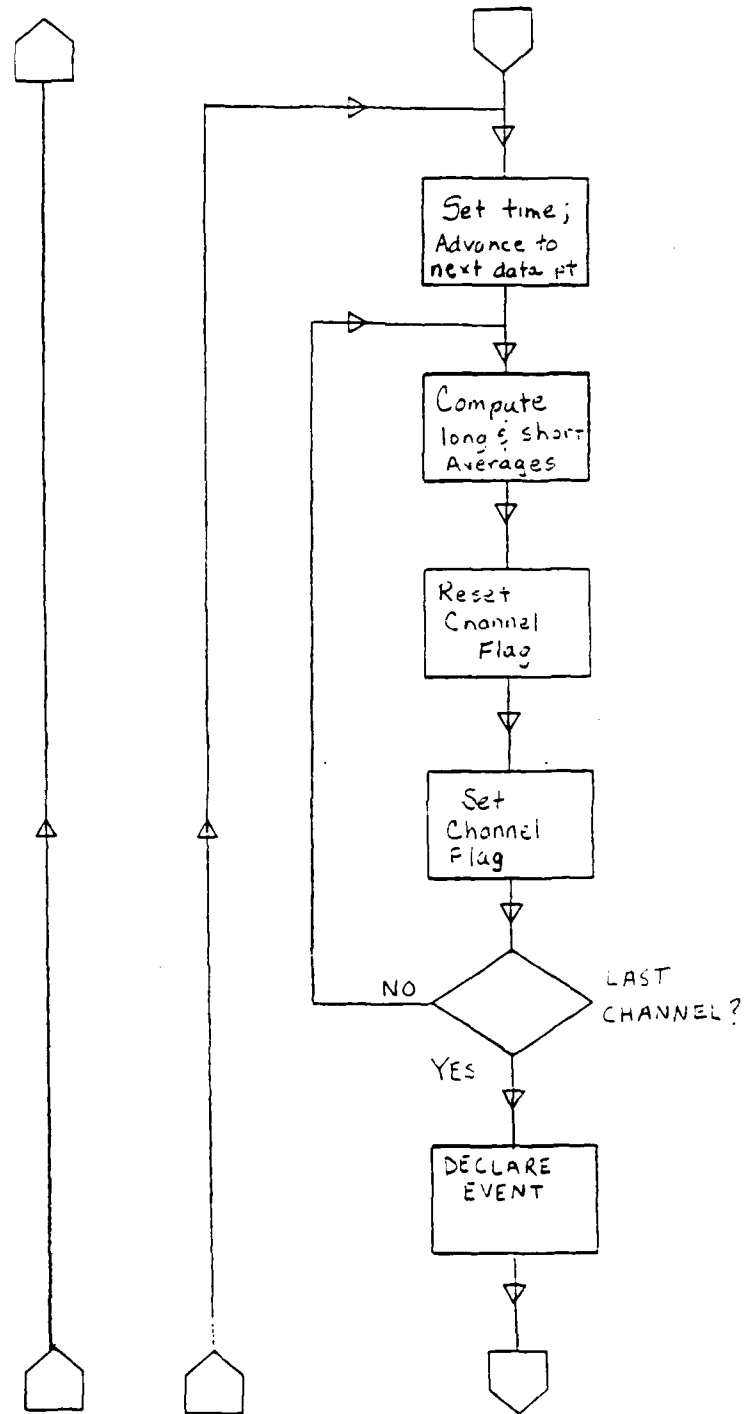 Set time;
Advance to
next data pt
Compute
long & short
Averages
Reset
Channel
Flag
Set
Channel
Flag
NO
LAST
CHANNEL?
YES
DECLARE
EVENT